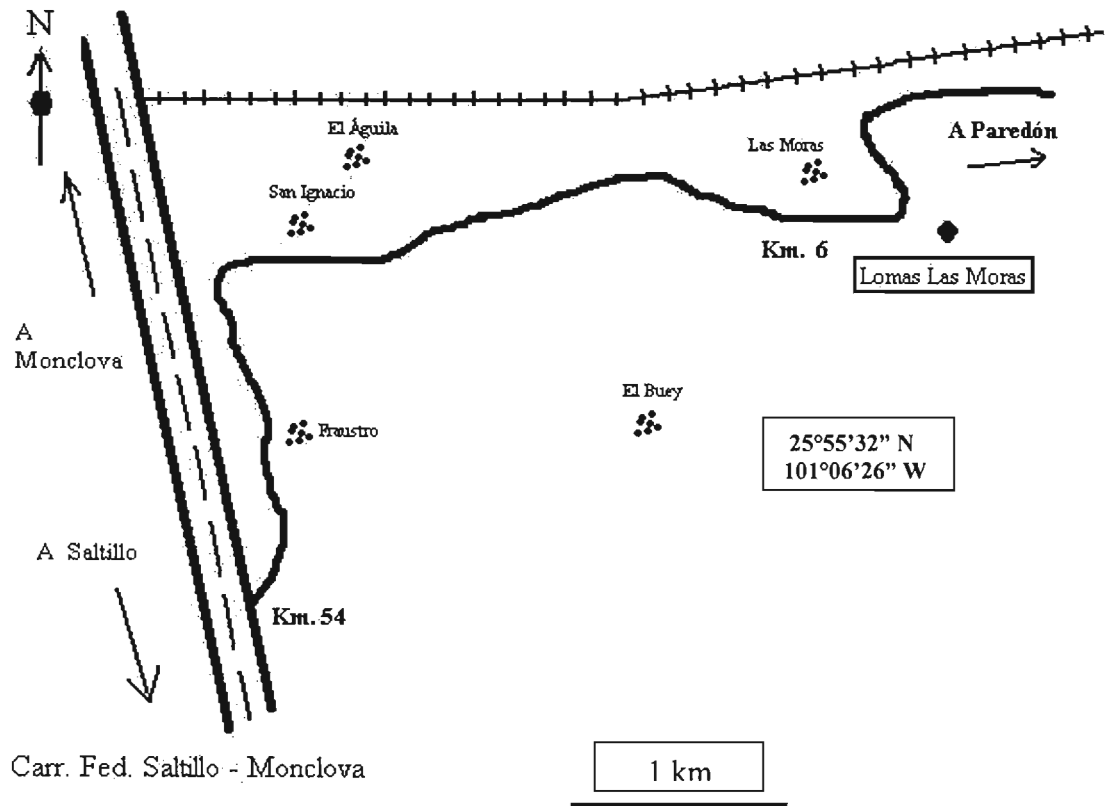 N
El Águila
Las Moras
A Paredón
San Ignacio
Km. 6
Lomas Las Moras
A
Monclova
El Buey
Fraustro
25°55'32” N
101°06'26” W
A Saltillo
Km. 54
Carr. Fed. Saltillo - Monclova
1 km